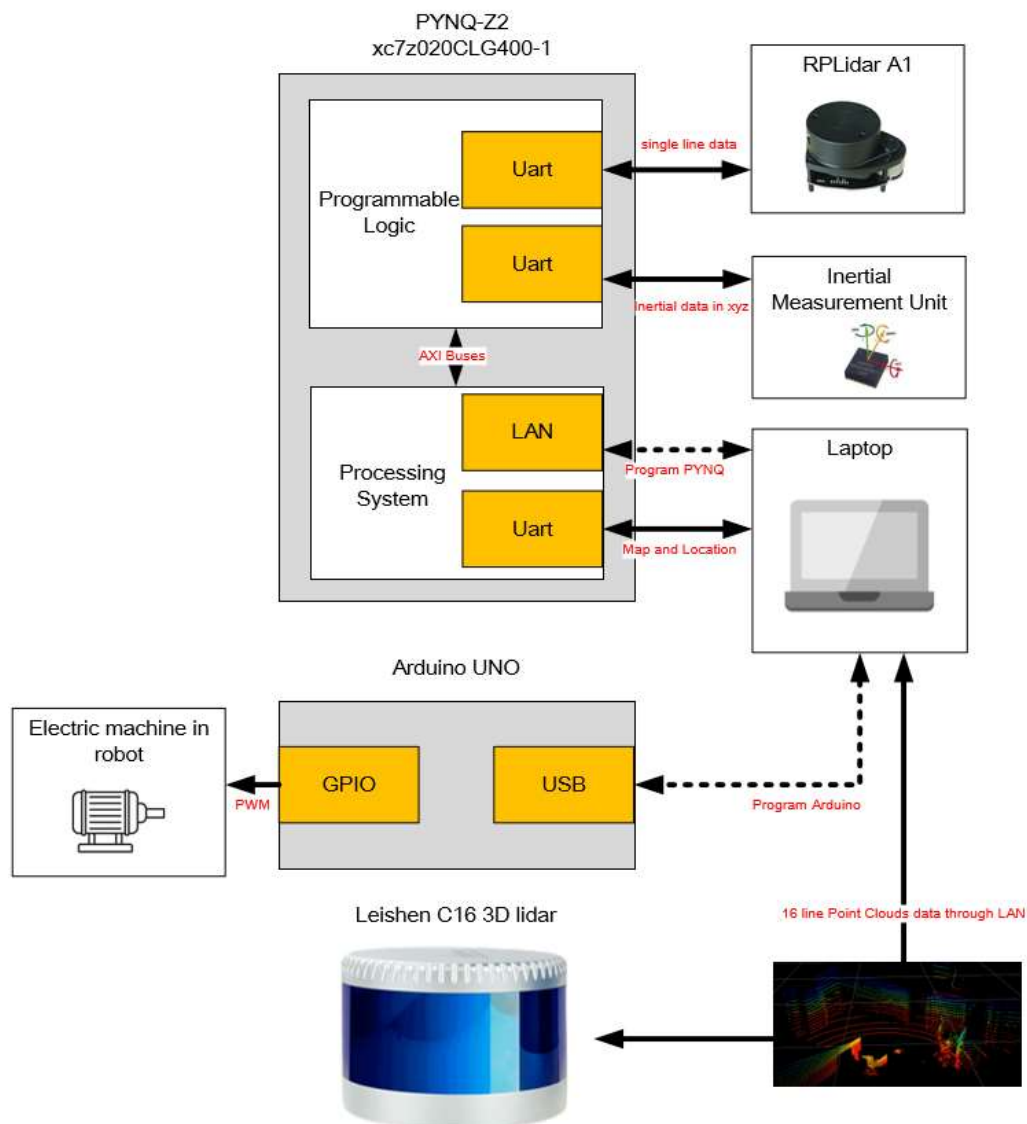 PYNQ-Z2
xc7z020CLG400-1
RPLidar A1
Uart
single line data
Programmable
Logic
Uart
Inertial
Measurement Unit
Inertial data in xyz
AXI Buses
LAN
Laptop
Program PYNQ
Processing
System
Uart
Map and Location
Arduino UNO
Electric machine in
robot
GPIO
USB
PWM
Program Arduino
Leishen C16 3D lidar
16 line Point Clouds data through LAN